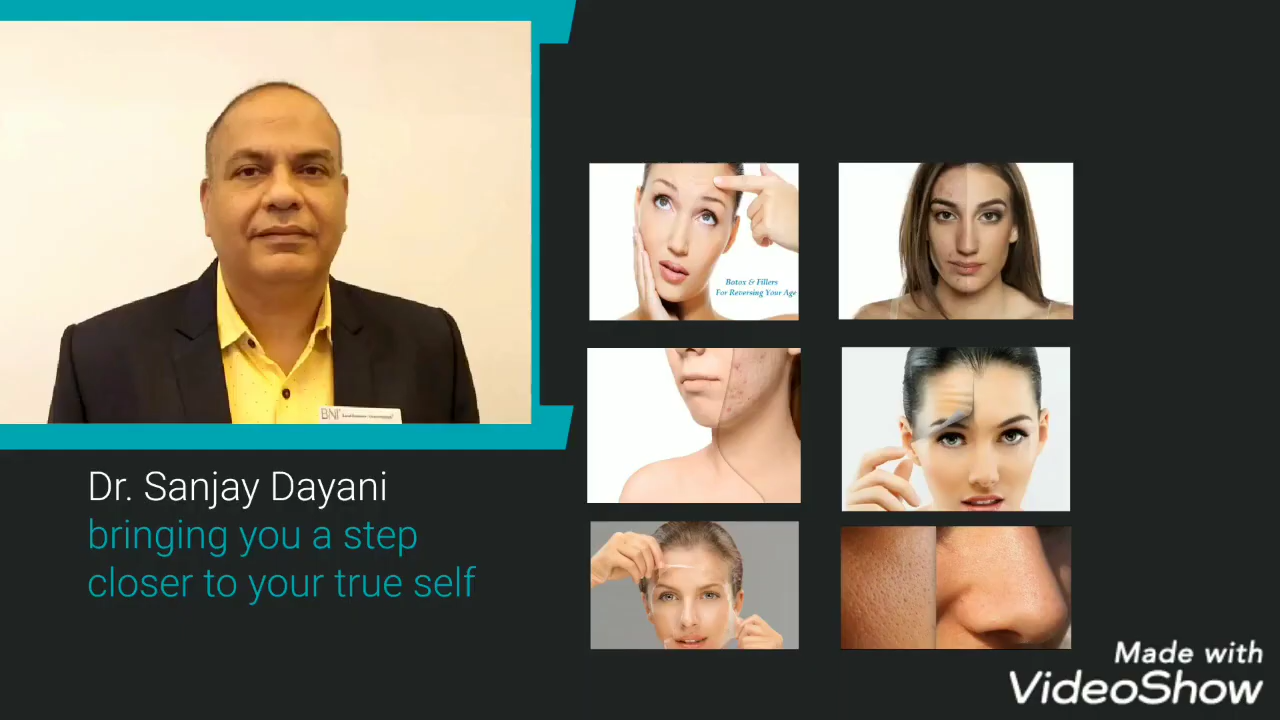 BNI
Dr. Sanjay Dayani
bringing you a step
closer to your true self
Botox & Fillers
For Reversing Your Age
Made with
VideoShow